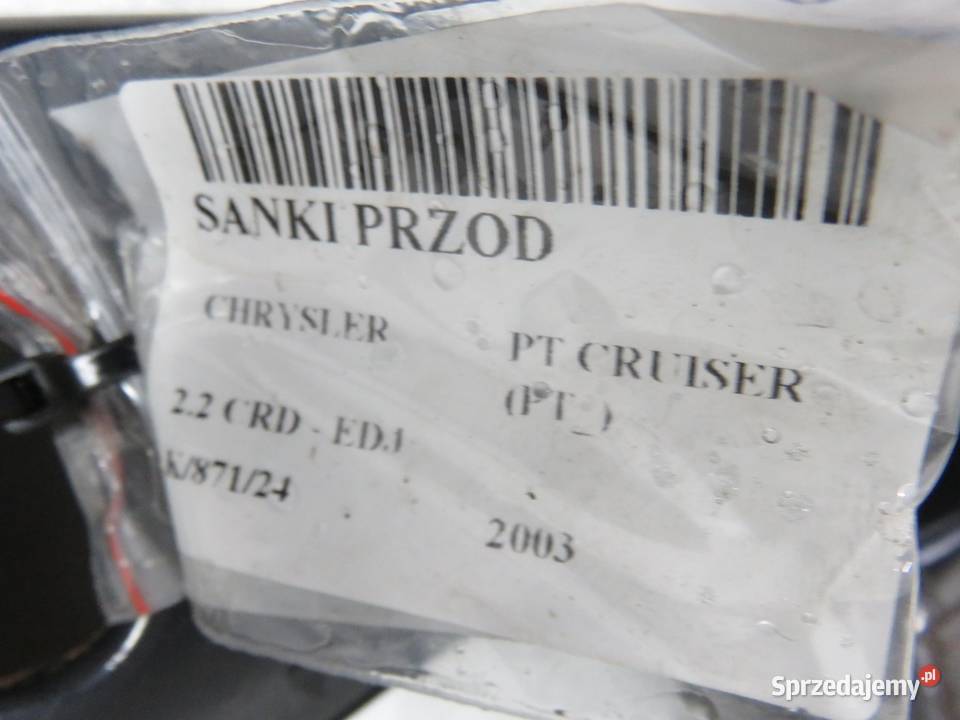 SANKI PRZOD
CHRYSLER
PT CRUISER
(PT_)
2.2 CRD - EDJ
K/871/24
2003
Sprzedajemy.pl